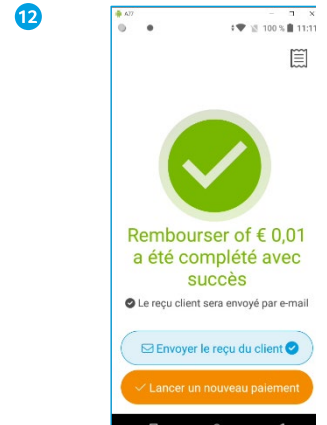 12
A77
100 % 11:11
Rembourser of € 0,01
a été complété avec
succès
Le reçu client sera envoyé par e-mail
Envoyer le reçu du client
Lancer un nouveau paiement